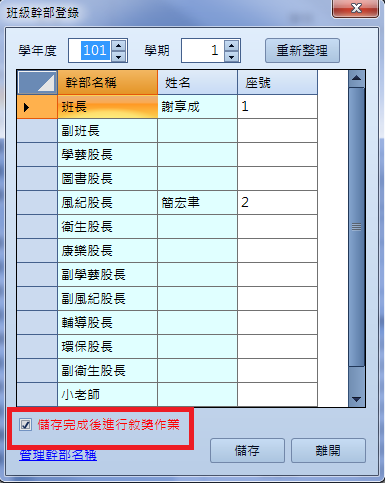 班級幹部登錄
學年度 101 學期 1 重新整理
幹部名稱 姓名 座號
班長 謝享成 1
副班長
學藝股長
圖書股長
風紀股長 簡宏聿 2
衛生股長
康樂股長
副學藝股長
副風紀股長
輔導股長
環保股長
副衛生股長
小老師
儲存完成後進行敘獎作業
管理幹部名稱 儲存 離開